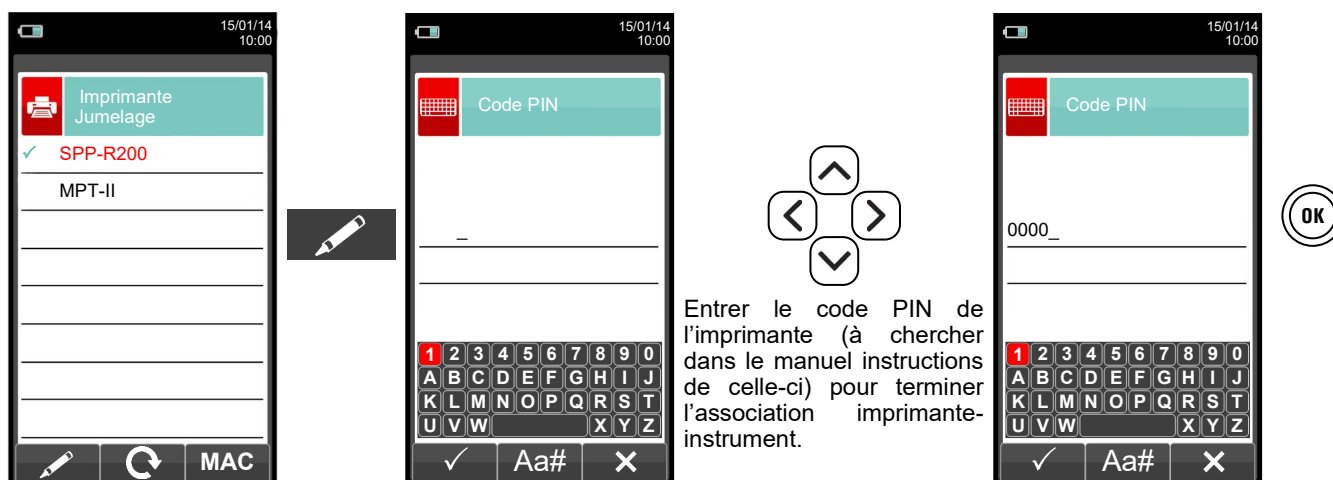 15/01/14
10:00
Imprimante
Jumelage
SPP-R200
MPT-II
MAC
15/01/14
10:00
Code PIN
_
1 2 3 4 5 6 7 8 9 0
A B C D E F G H I J
K L M N O P Q R S T
U V W X Y Z
Aa#
Entrer le code PIN de
l’imprimante (à chercher
dans le manuel instructions
de celle-ci) pour terminer
l’association imprimante-
instrument.
15/01/14
10:00
Code PIN
0000_
1 2 3 4 5 6 7 8 9 0
A B C D E F G H I J
K L M N O P Q R S T
U V W X Y Z
Aa#
OK